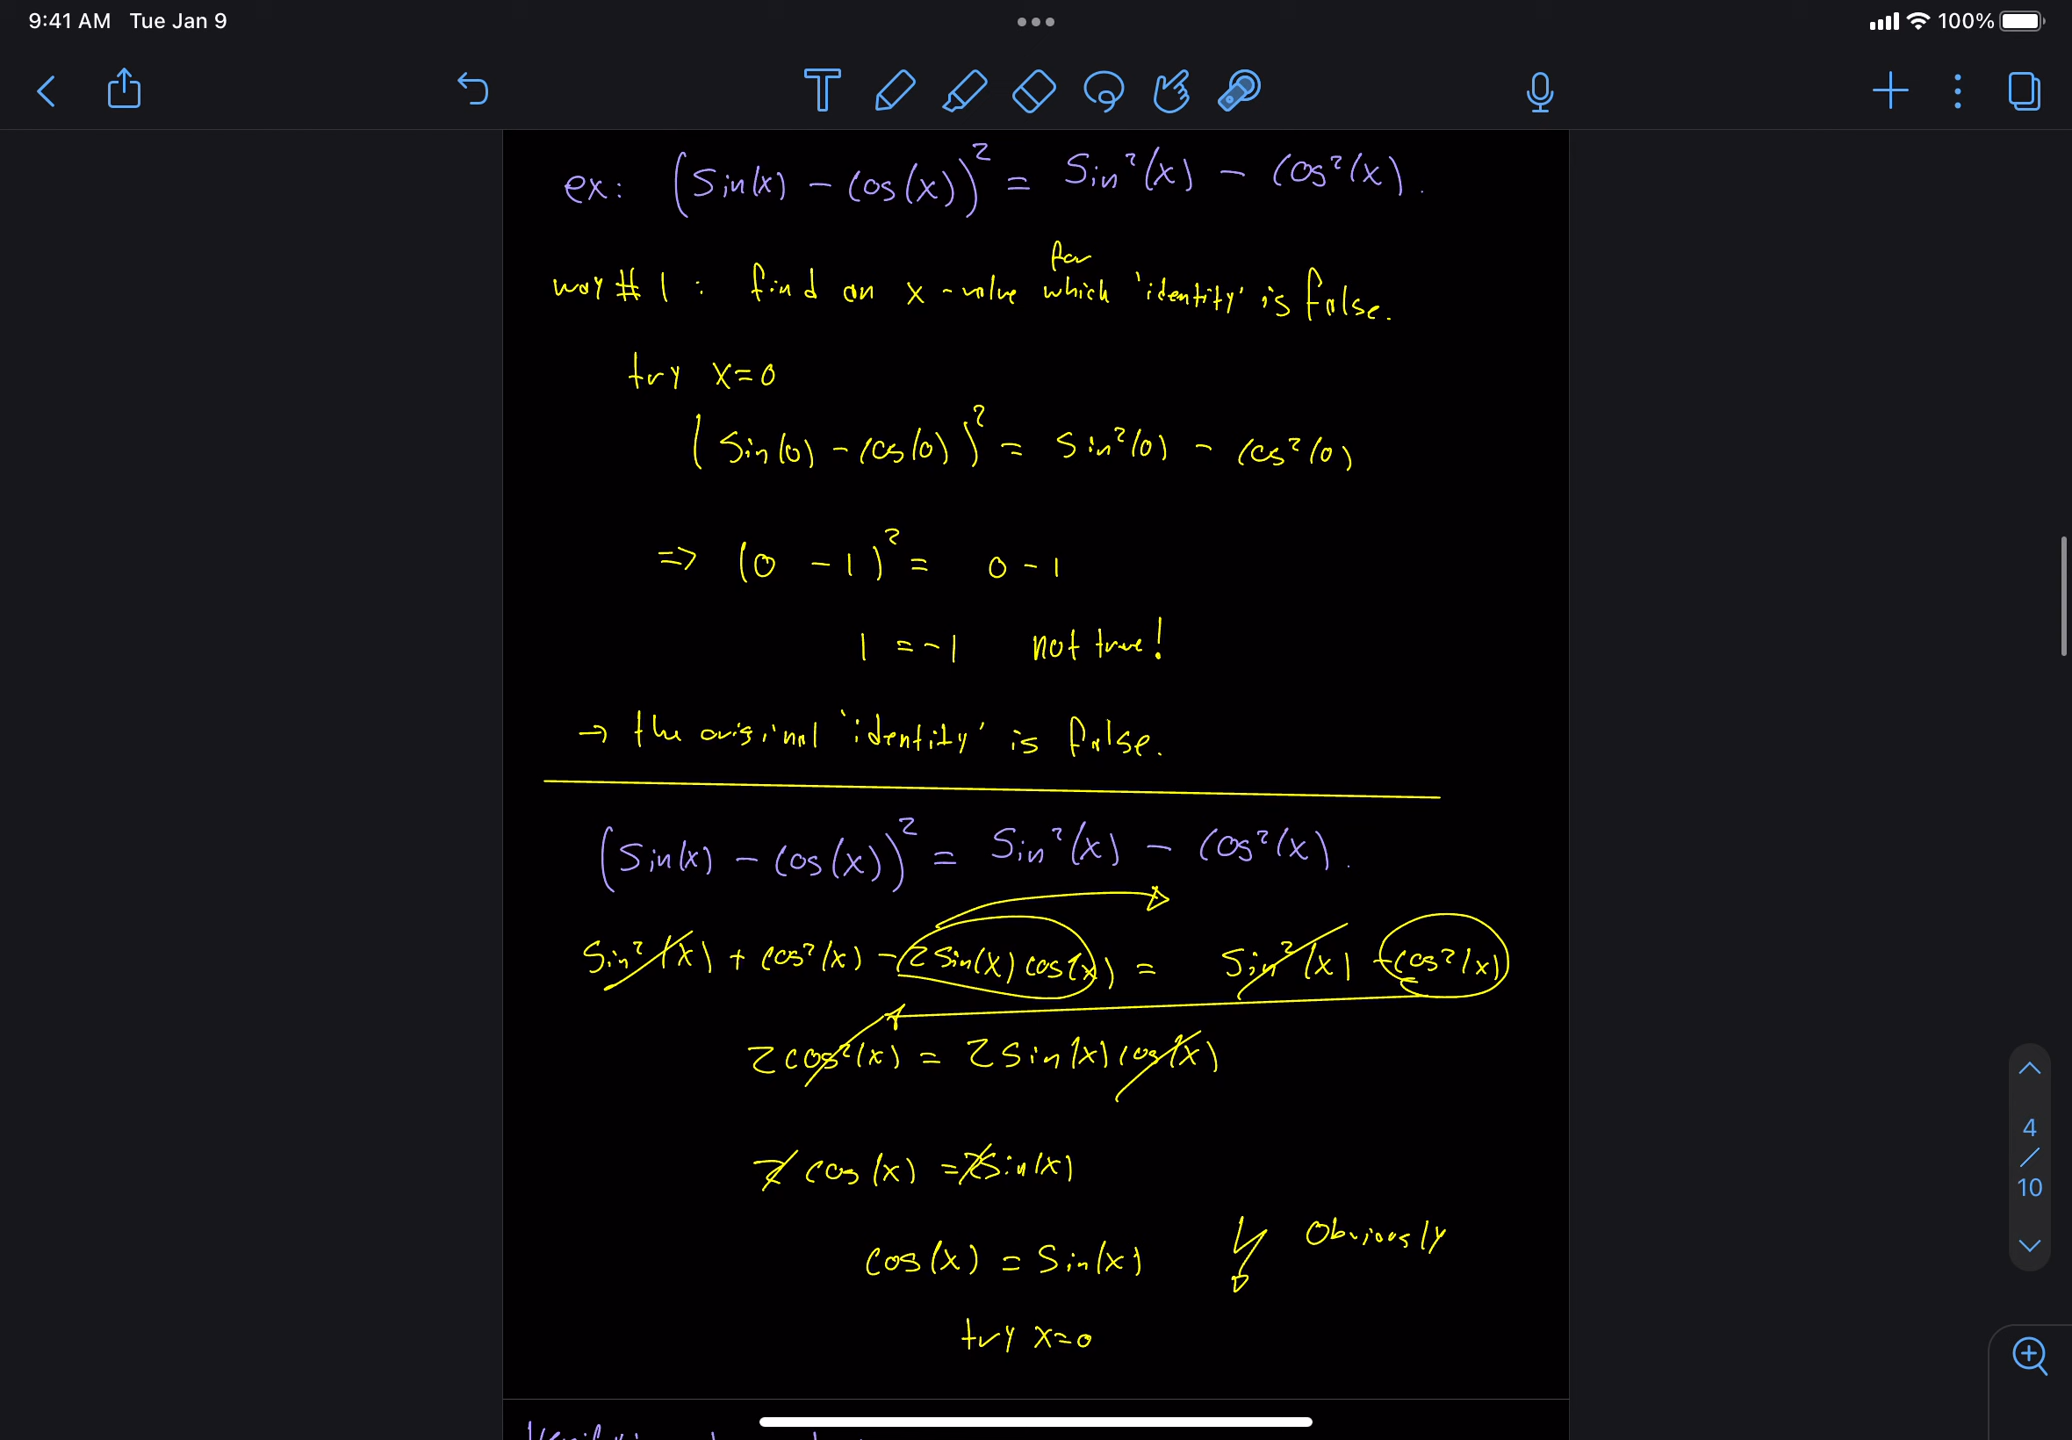 9:41 AM Tue Jan 9
100%
ex: (Sin(x) - Cos(x))² = Sin²(x) - Cos²(x).
for
way #1 : find an x-value which 'identity' is false.
try x=0
(Sin(0) - Cos(0))² = Sin²(0) - Cos²(0)
=> (0 - 1)² = 0 - 1
1 = -1 not true!
→ the original 'identity' is false.
(Sin(x) - Cos(x))² = Sin²(x) - Cos²(x).
Sin²(x) + Cos²(x) - 2Sin(x)Cos(x) = Sin²(x) - Cos²(x)
2Cos²(x) = 2Sin(x)Cos(x)
2 Cos(x) = 2Sin(x)
Cos(x) = Sin(x) Obviously
try x=0
4
/
10